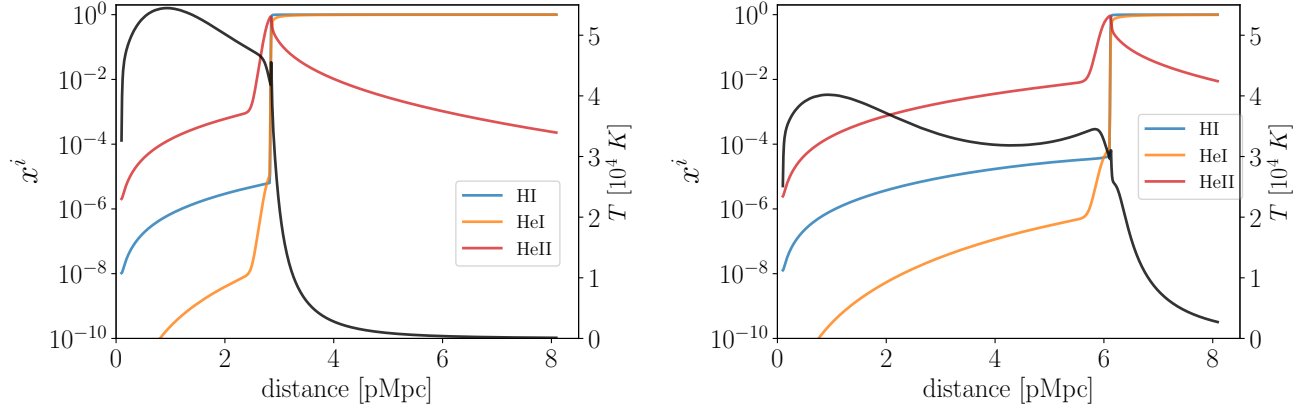 10^0
10^{-2}
10^{-4}
10^{-6}
10^{-8}
10^{-10}
x^i
0 2 4 6 8
distance [pMpc]
0
1
2
3
4
5
T [10^4 K]
HI
HeI
HeII
10^0
10^{-2}
10^{-4}
10^{-6}
10^{-8}
10^{-10}
x^i
0 2 4 6 8
distance [pMpc]
0
1
2
3
4
5
T [10^4 K]
HI
HeI
HeII